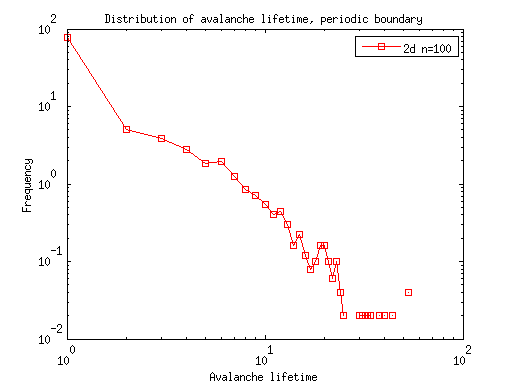 Distribution of avalanche lifetime, periodic boundary
10^2
2d n=100
10^1
10^0
10^-1
10^-2
Frequency
10^0 10^1 10^2
Avalanche lifetime